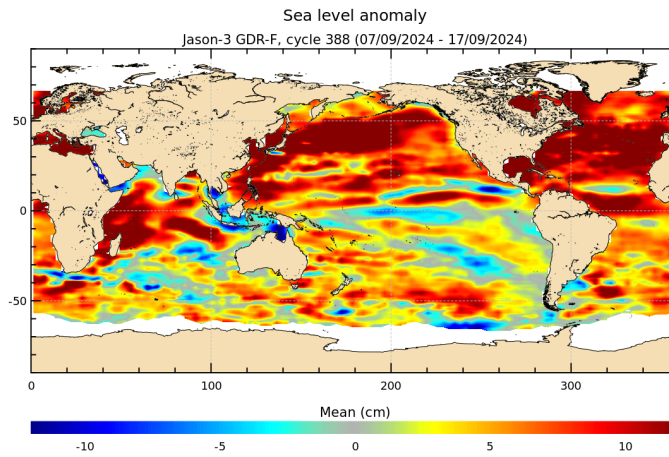 Sea level anomaly
Jason-3 GDR-F, cycle 388 (07/09/2024 - 17/09/2024)
50
0
-50
0 100 200 300
Mean (cm)
-10 -5 0 5 10